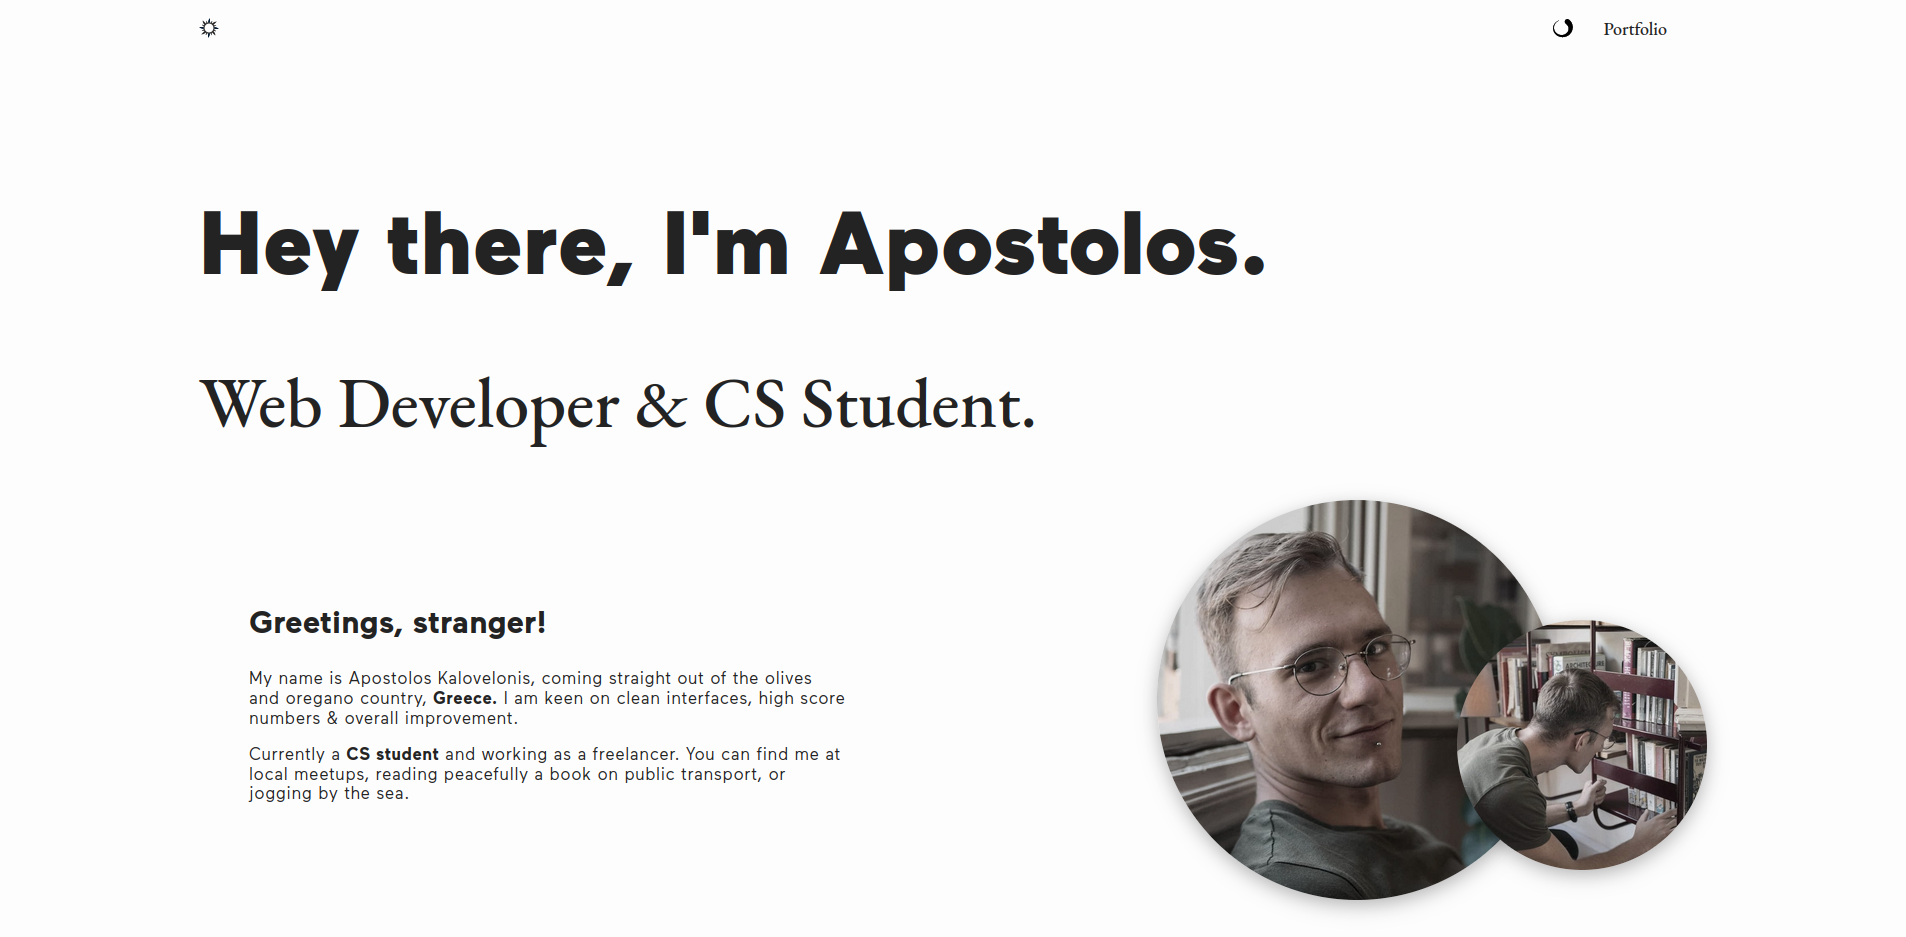 Portfolio
Hey there, I'm Apostolos.
Web Developer & CS Student.
Greetings, stranger!
My name is Apostolos Kalovelonis, coming straight out of the olives
and oregano country, Greece. I am keen on clean interfaces, high score
numbers & overall improvement.
Currently a CS student and working as a freelancer. You can find me at
local meetups, reading peacefully a book on public transport, or
jogging by the sea.
ARCHITECTURE